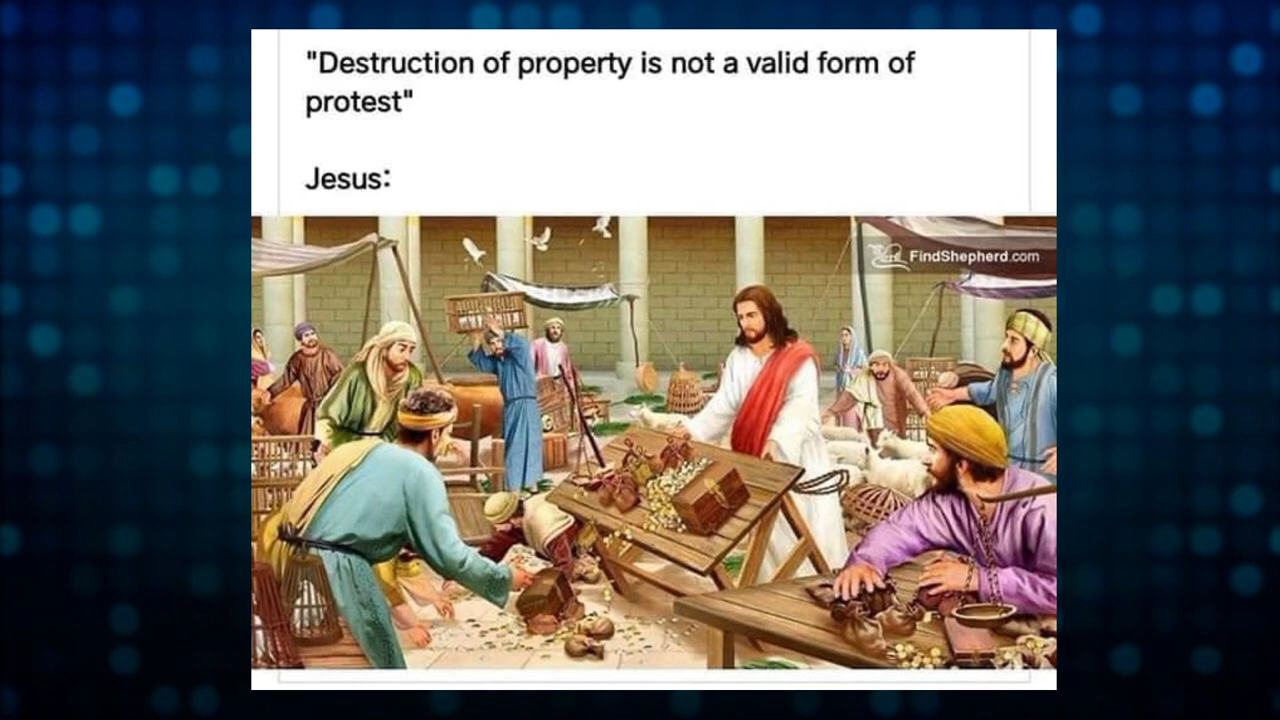 "Destruction of property is not a valid form of
protest"
Jesus:
FindShepherd.com